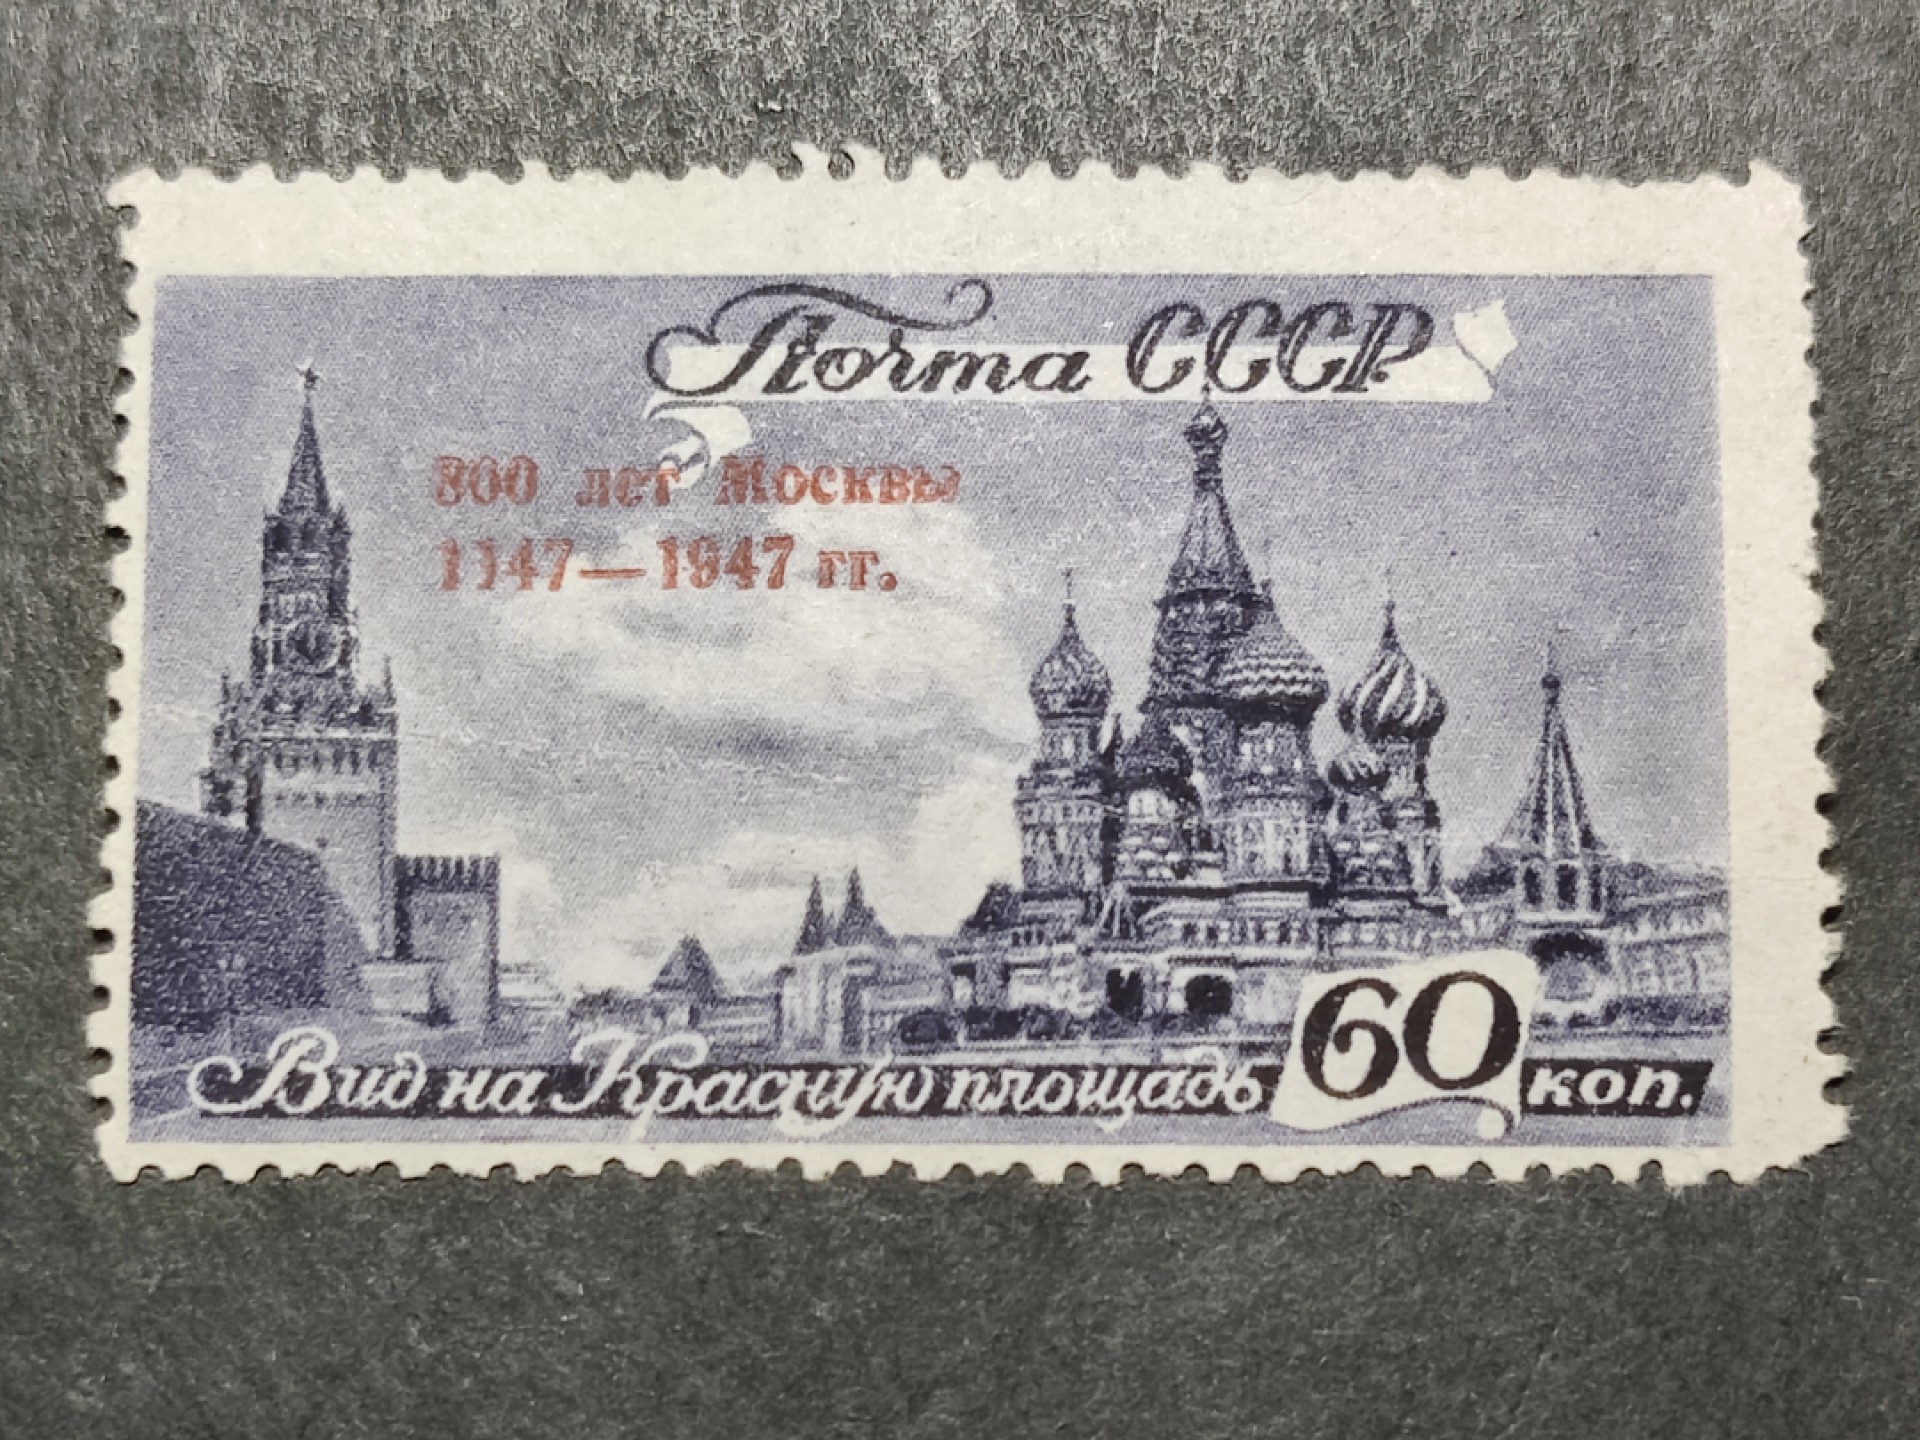 Почта СССР
800 лет Москвы
1147—1947 гг.
Вид на Красную площадь 60 коп.